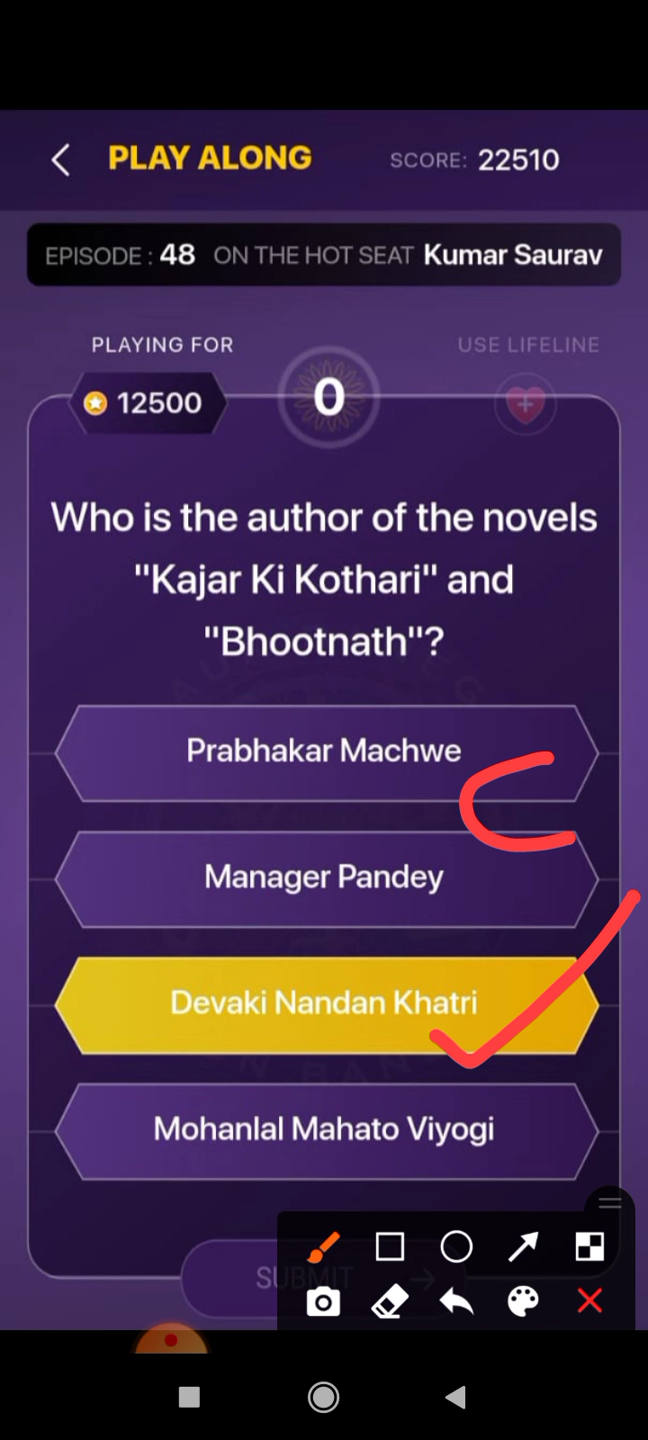 PLAY ALONG SCORE: 22510
EPISODE : 48 ON THE HOT SEAT Kumar Saurav
PLAYING FOR USE LIFELINE
12500 0
Who is the author of the novels
"Kajar Ki Kothari" and
"Bhootnath"?
Prabhakar Machwe
Manager Pandey
Devaki Nandan Khatri
Mohanlal Mahato Viyogi
SUBMIT